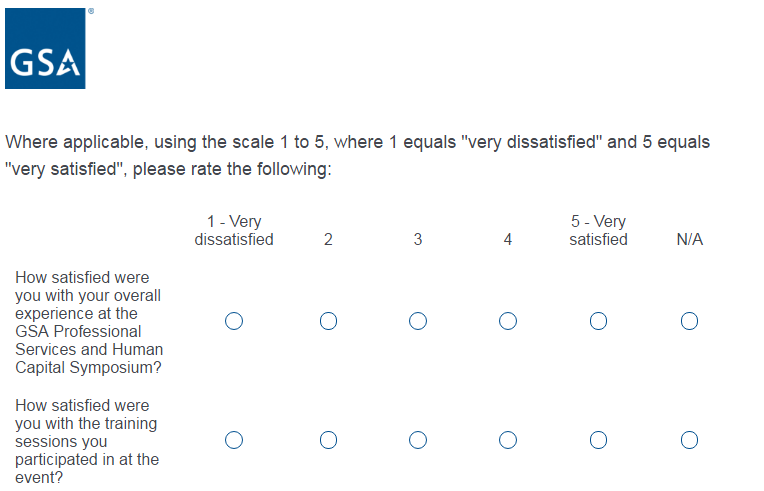 ®
GSA
Where applicable, using the scale 1 to 5, where 1 equals "very dissatisfied" and 5 equals
"very satisfied", please rate the following:
1 - Very
dissatisfied
2
3
4
5 - Very
satisfied
N/A
How satisfied were
you with your overall
experience at the
GSA Professional
Services and Human
Capital Symposium?
How satisfied were
you with the training
sessions you
participated in at the
event?